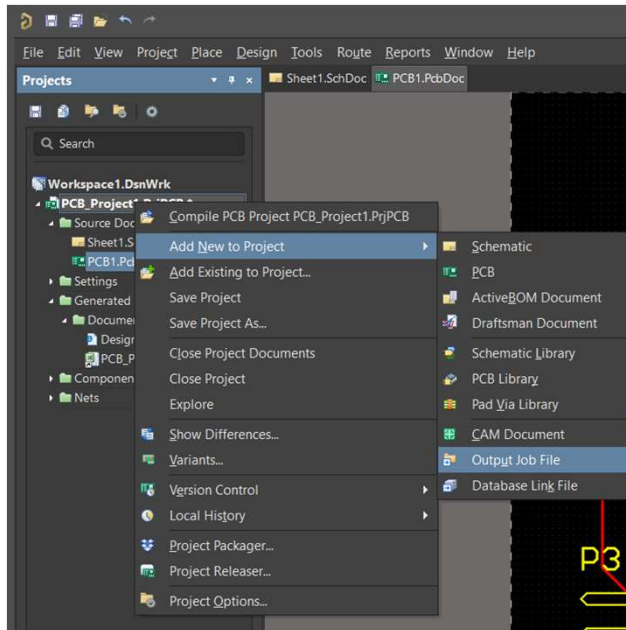 File Edit View Project Place Design Tools Route Reports Window Help
Projects
Sheet1.SchDoc PCB1.PcbDoc
Search
Workspace1.DsnWrk
PCB_Project1.PrjPCB *
Source Doc
Sheet1.S
PCB1.Pcb
Settings
Generated
Docume
Design
PCB_P
Componen
Nets
Compile PCB Project PCB_Project1.PrjPCB
Add New to Project
Add Existing to Project...
Save Project
Save Project As...
Close Project Documents
Close Project
Explore
Show Differences...
Variants...
Version Control
Local History
Project Packager...
Project Releaser...
Project Options...
Schematic
PCB
ActiveBOM Document
Draftsman Document
Schematic Library
PCB Library
Pad Via Library
CAM Document
Output Job File
Database Link File
P3